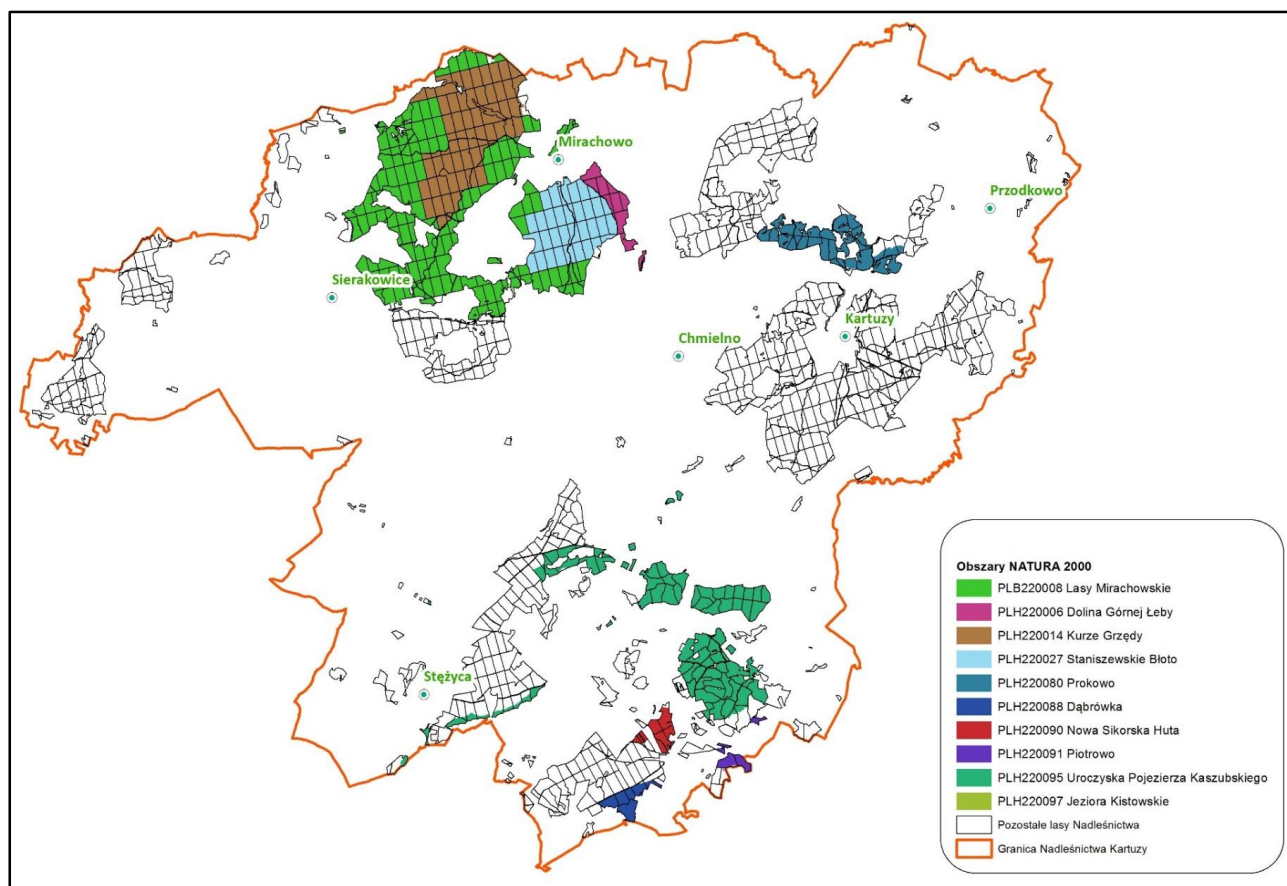 Mirachowo
Przodkowo
Sierakowice
Kartuzy
Chmielno
Stężyca
Obszary NATURA 2000
PLB220008 Lasy Mirachowskie
PLH220006 Dolina Górnej Łeby
PLH220014 Kurze Grzędy
PLH220027 Staniszewskie Błoto
PLH220080 Prokowo
PLH220088 Dąbrówka
PLH220090 Nowa Sikorska Huta
PLH220091 Piotrowo
PLH220095 Uroczyska Pojezierza Kaszubskiego
PLH220097 Jeziora Kistowskie
Pozostałe lasy Nadleśnictwa
Granica Nadleśnictwa Kartuzy